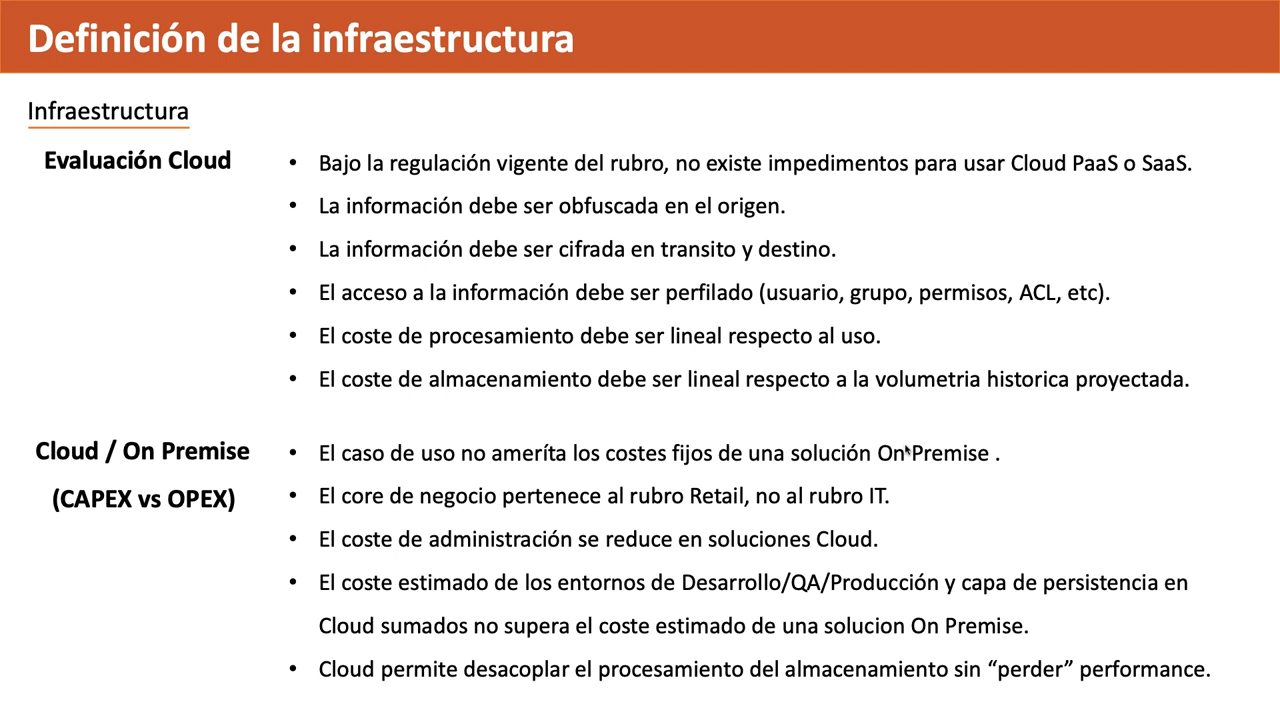 Definición de la infraestructura
Infraestructura
Evaluación Cloud
• Bajo la regulación vigente del rubro, no existe impedimentos para usar Cloud PaaS o SaaS.
• La información debe ser obfuscada en el origen.
• La información debe ser cifrada en transito y destino.
• El acceso a la información debe ser perfilado (usuario, grupo, permisos, ACL, etc).
• El coste de procesamiento debe ser lineal respecto al uso.
• El coste de almacenamiento debe ser lineal respecto a la volumetria historica proyectada.
Cloud / On Premise
(CAPEX vs OPEX)
• El caso de uso no ameríta los costes fijos de una solución On Premise .
• El core de negocio pertenece al rubro Retail, no al rubro IT.
• El coste de administración se reduce en soluciones Cloud.
• El coste estimado de los entornos de Desarrollo/QA/Producción y capa de persistencia en
Cloud sumados no supera el coste estimado de una solucion On Premise.
• Cloud permite desacoplar el procesamiento del almacenamiento sin “perder” performance.